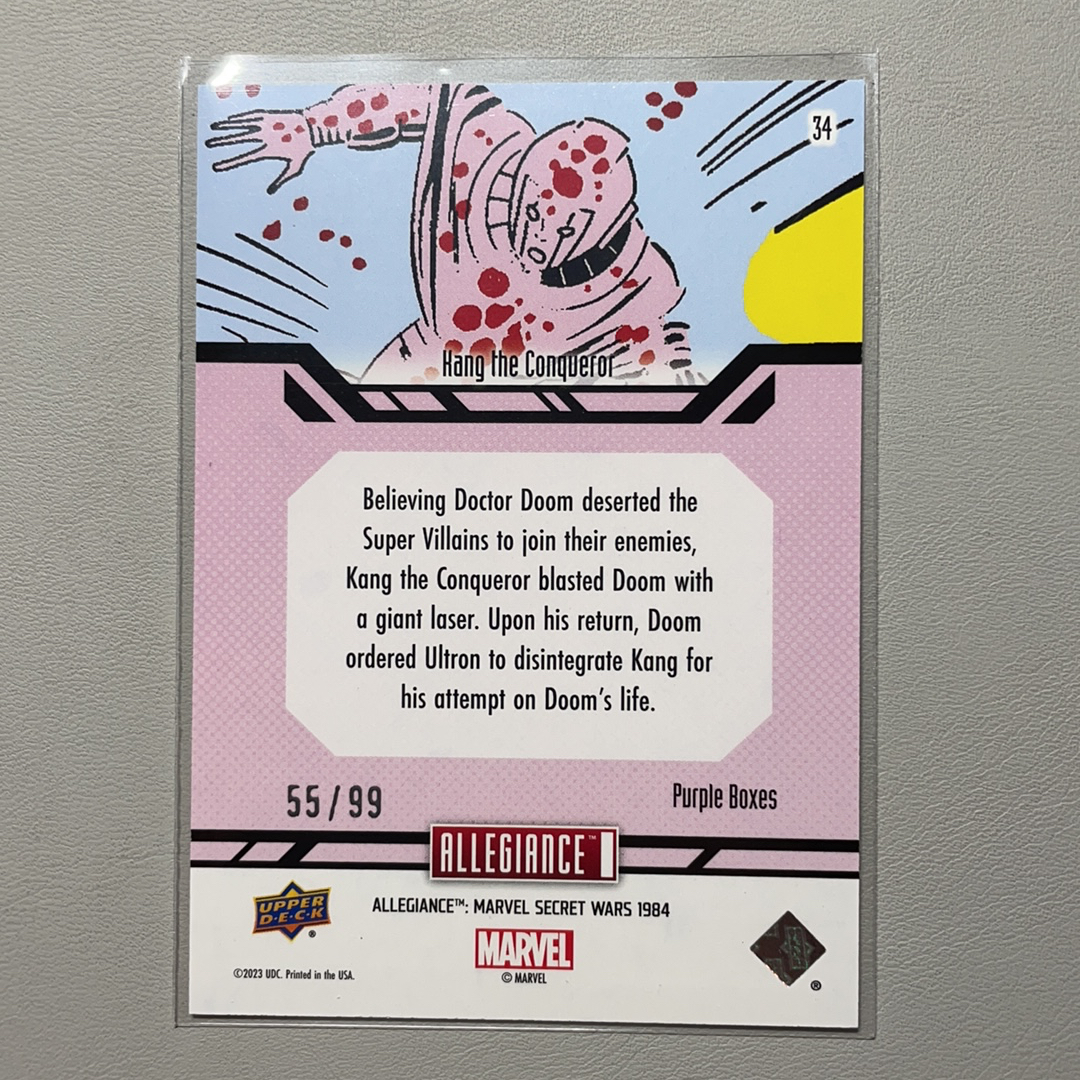 34
Kang the Conqueror
Believing Doctor Doom deserted the
Super Villains to join their enemies,
Kang the Conqueror blasted Doom with
a giant laser. Upon his return, Doom
ordered Ultron to disintegrate Kang for
his attempt on Doom's life.
55/99
Purple Boxes
ALLEGIANCE™
UPPER
D·E·C·K
®
ALLEGIANCE™: MARVEL SECRET WARS 1984
MARVEL
© MARVEL
©2023 UDC. Printed in the USA.
®